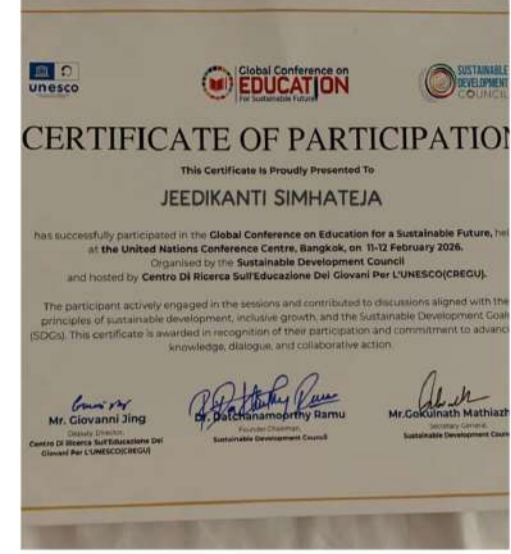 unesco
Global Conference on
EDUCATION
For Sustainable Future
SUSTAINABLE
DEVELOPMENT
COUNCIL
CERTIFICATE OF PARTICIPATION
This Certificate Is Proudly Presented To
JEEDIKANTI SIMHATEJA
has successfully participated in the Global Conference on Education for a Sustainable Future, hel
at the United Nations Conference Centre, Bangkok, on 11-12 February 2026.
Organised by the Sustainable Development Council
and hosted by Centro Di Ricerca Sull'Educazione Dei Giovani Per L'UNESCO(CREGU).
The participant actively engaged in the sessions and contributed to discussions aligned with the
principles of sustainable development, inclusive growth, and the Sustainable Development Goals
(SDGs). This certificate is awarded in recognition of their participation and commitment to advanci
knowledge, dialogue, and collaborative action.
Mr. Giovanni Jing
Deputy Director,
Centro Di Ricerca Sull'Educazione Dei
Giovani Per L'UNESCO(CREGU)
Dr. Datchanamoorthy Ramu
Founder Chairman,
Sustainable Development Council
Mr.Gokulnath Mathiazh
Secretary General,
Sustainable Development Coun